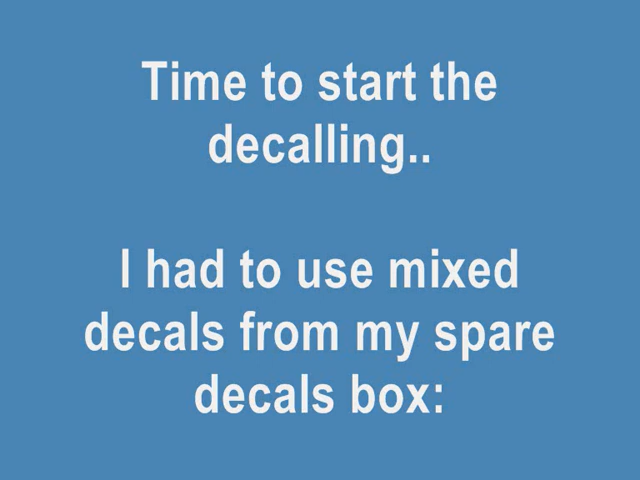 Time to start the
decalling..
I had to use mixed
decals from my spare
decals box: